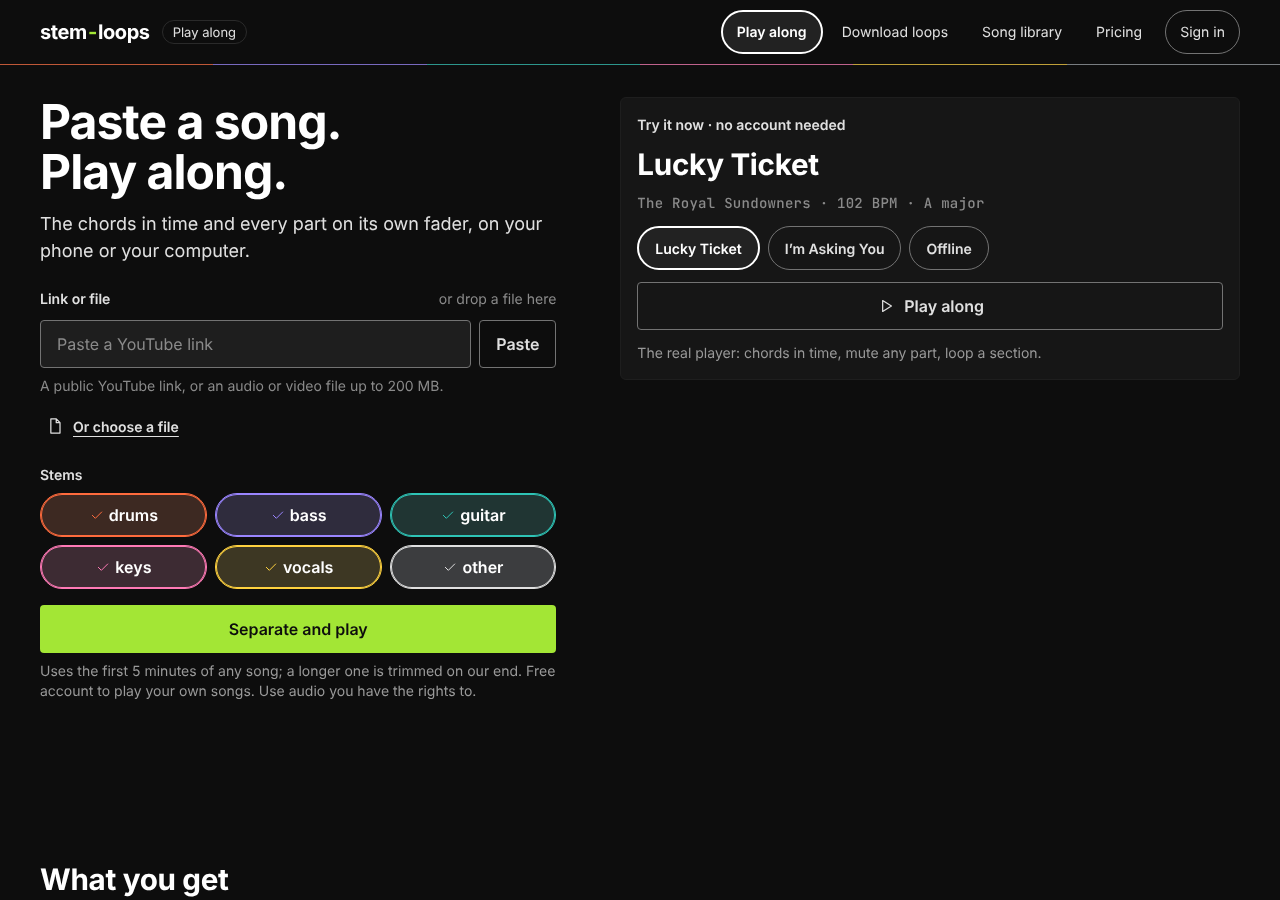 stem-loops
Play along
Play along
Download loops
Song library
Pricing
Sign in
Paste a song.
Play along.
The chords in time and every part on its own fader, on your
phone or your computer.
Link or file
or drop a file here
Paste a YouTube link
Paste
A public YouTube link, or an audio or video file up to 200 MB.
Or choose a file
Stems
drums
bass
guitar
keys
vocals
other
Separate and play
Uses the first 5 minutes of any song; a longer one is trimmed on our end. Free
account to play your own songs. Use audio you have the rights to.
Try it now · no account needed
Lucky Ticket
The Royal Sundowners · 102 BPM · A major
Lucky Ticket
I’m Asking You
Offline
Play along
The real player: chords in time, mute any part, loop a section.
What you get